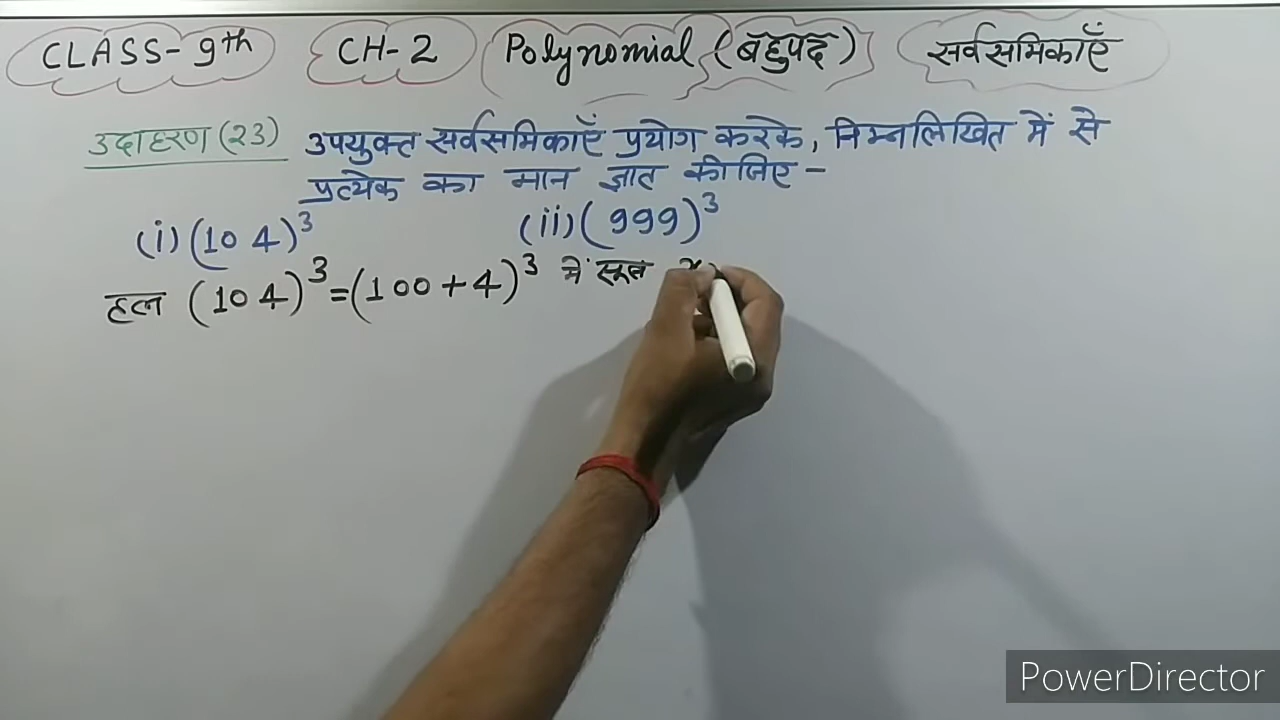 CLASS-9th CH-2 Polynomial (बहुपद) सर्वसमिकाएँ
उदाहरण (23) उपयुक्त सर्वसमिकाएँ प्रयोग करके, निम्नलिखित में से
प्रत्येक का मान ज्ञात कीजिए -
(i) (104)³ (ii) (999)³
हल (104)³ = (100+4)³ में सूत्र
PowerDirector